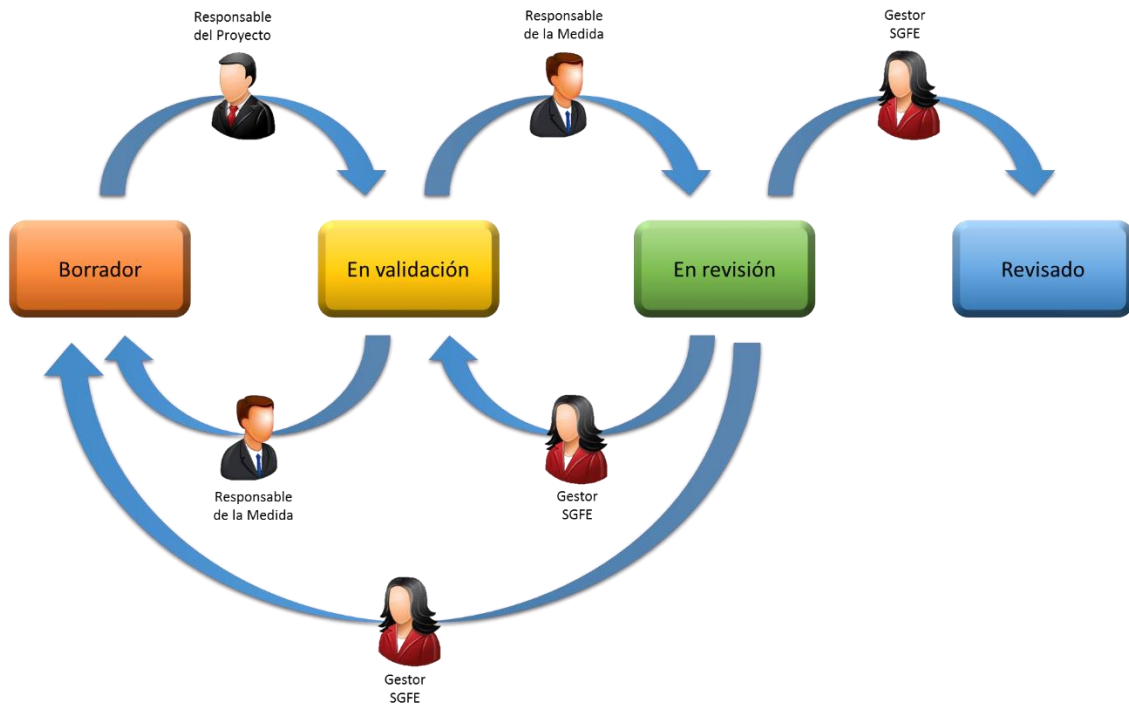 Responsable
del Proyecto
Responsable
de la Medida
Gestor
SGFE
Borrador
En validación
En revisión
Revisado
Responsable
de la Medida
Gestor
SGFE
Gestor
SGFE